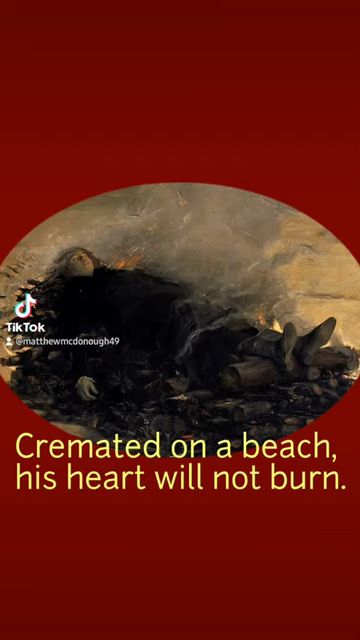 TikTok
@matthewmcdonough49
Cremated on a beach,
his heart will not burn.